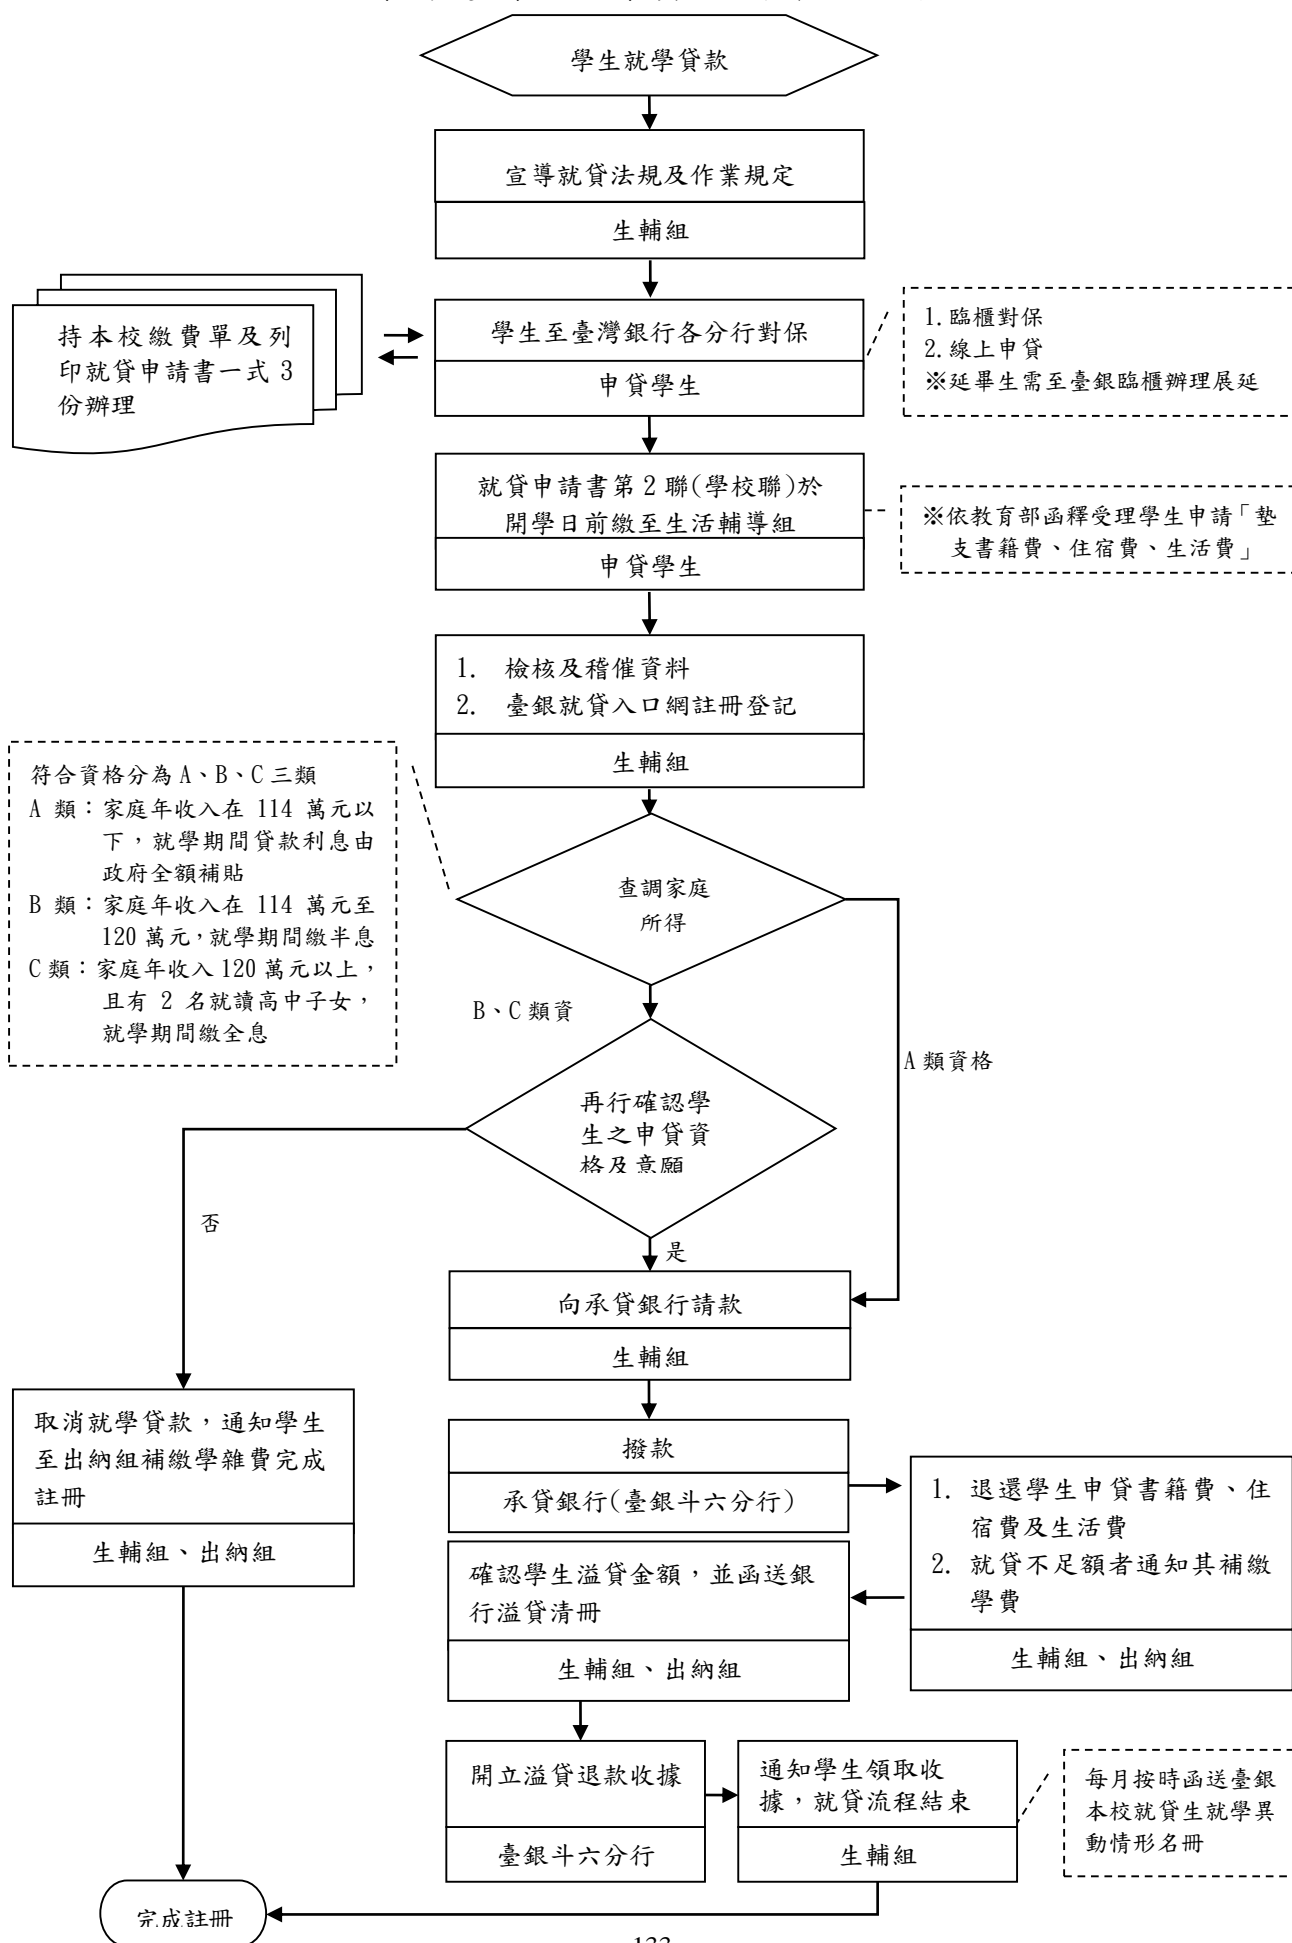 學生就學貸款
宣導就貸法規及作業規定
生輔組
持本校繳費單及列
印就貸申請書一式 3
份辦理
學生至臺灣銀行各分行對保
申貸學生
1.臨櫃對保
2.線上申貸
※延畢生需至臺銀臨櫃辦理展延
就貸申請書第 2 聯(學校聯)於
開學日前繳至生活輔導組
申貸學生
※依教育部函釋受理學生申請「墊
支書籍費、住宿費、生活費」
1. 檢核及稽催資料
2. 臺銀就貸入口網註冊登記
生輔組
符合資格分為 A、B、C 三類
A 類：家庭年收入在 114 萬元以
下，就學期間貸款利息由
政府全額補貼
B 類：家庭年收入在 114 萬元至
120 萬元，就學期間繳半息
C 類：家庭年收入 120 萬元以上，
且有 2 名就讀高中子女，
就學期間繳全息
查調家庭
所得
B、C 類資
A 類資格
再行確認學
生之申貸資
格及意願
否
是
向承貸銀行請款
生輔組
取消就學貸款，通知學生
至出納組補繳學雜費完成
註冊
生輔組、出納組
撥款
承貸銀行(臺銀斗六分行)
1. 退還學生申貸書籍費、住
宿費及生活費
2. 就貸不足額者通知其補繳
學費
生輔組、出納組
確認學生溢貸金額，並函送銀
行溢貸清冊
生輔組、出納組
開立溢貸退款收據
臺銀斗六分行
通知學生領取收
據，就貸流程結束
生輔組
每月按時函送臺銀
本校就貸生就學異
動情形名冊
完成註冊
133